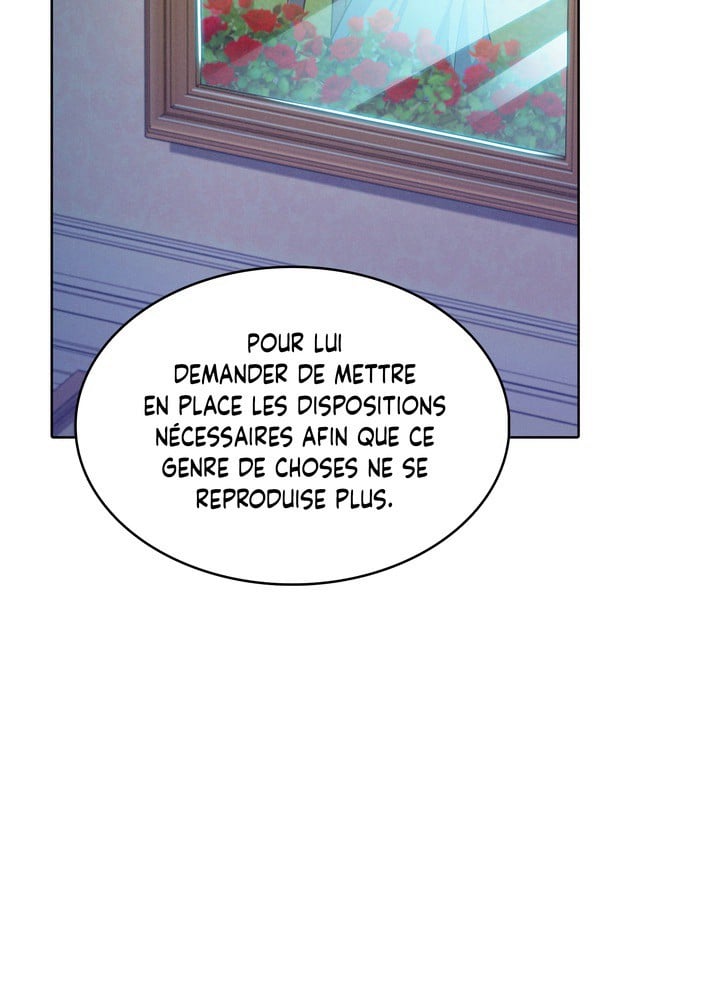 POUR LUI
DEMANDER DE METTRE
EN PLACE LES DISPOSITIONS
NÉCESSAIRES AFIN QUE CE
GENRE DE CHOSES NE SE
REPRODUISE PLUS.